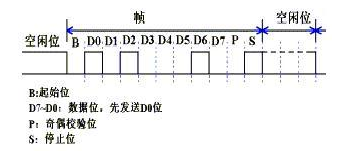 帧
空闲位
空闲位
B D0 D1 D2 D3 D4 D5 D6 D7 P S
B:起始位
D7~D0：数据位，先发送D0位
P：奇偶校验位
S：停止位